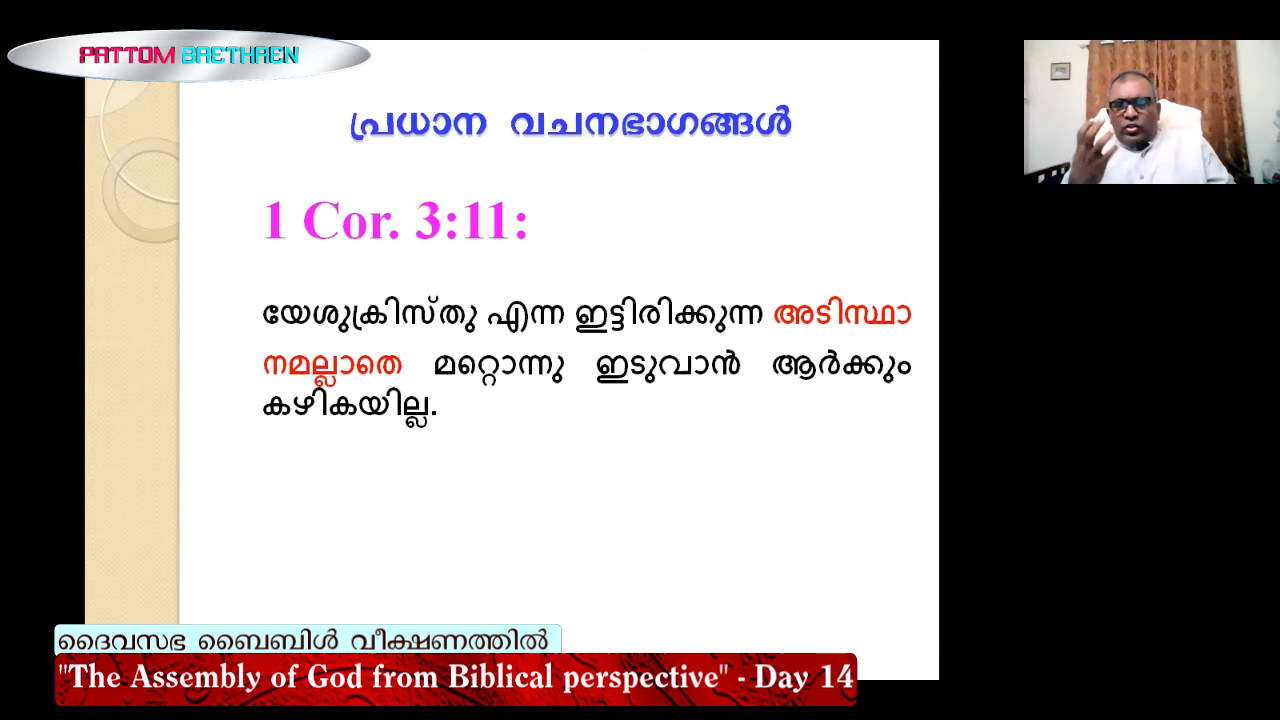 PATTOM BRETHREN
പ്രധാന വചനഭാഗങ്ങൾ
1 Cor. 3:11:
യേശുക്രിസ്തു എന്ന ഇട്ടിരിക്കുന്ന അടിസ്ഥാ
നമല്ലാതെ മറ്റൊന്നു ഇടുവാൻ ആർക്കും
കഴികയില്ല.
ദൈവസഭ ബൈബിൾ വീക്ഷണത്തിൽ
"The Assembly of God from Biblical perspective" - Day 14